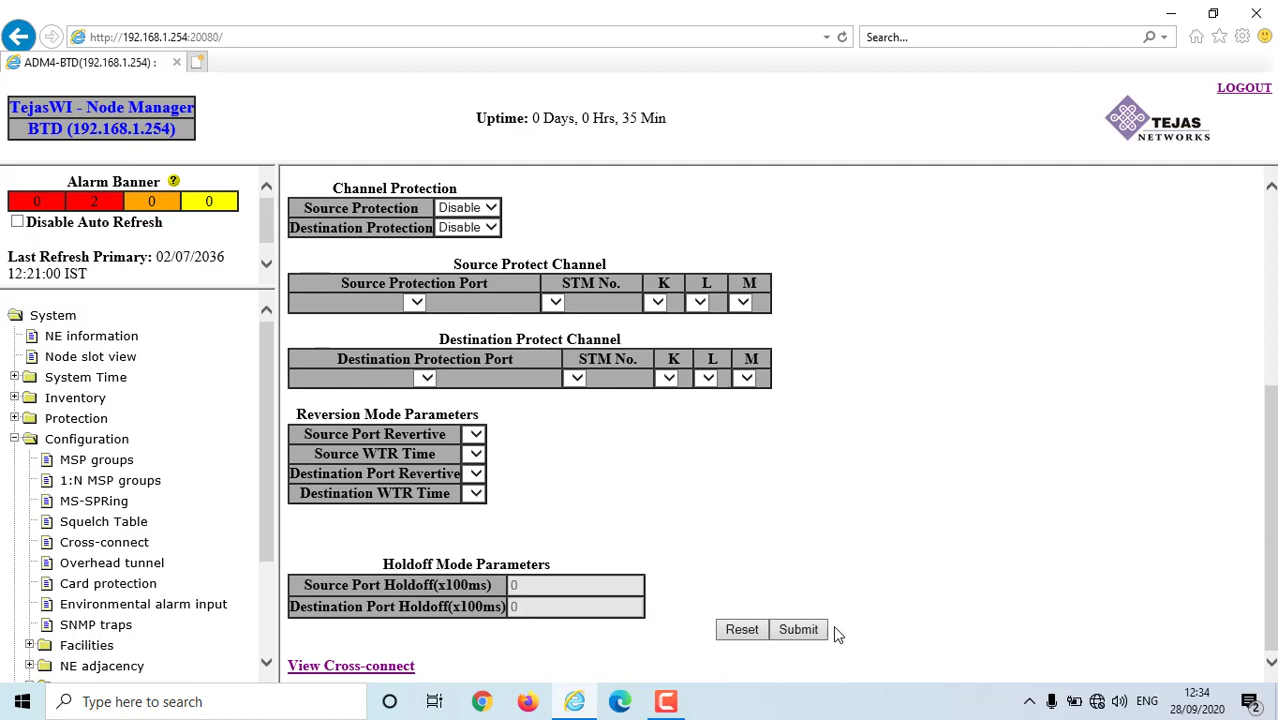 http://192.168.1.254:20080/
Search...
ADM4-BTD(192.168.1.254) :
LOGOUT
TejasWI - Node Manager
BTD (192.168.1.254)
Uptime: 0 Days, 0 Hrs, 35 Min
TEJAS
NETWORKS
Alarm Banner ?
0 2 0 0
Disable Auto Refresh
Last Refresh Primary: 02/07/2036
12:21:00 IST
System
NE information
Node slot view
System Time
Inventory
Protection
Configuration
MSP groups
1:N MSP groups
MS-SPRing
Squelch Table
Cross-connect
Overhead tunnel
Card protection
Environmental alarm input
SNMP traps
Facilities
NE adjacency
Channel Protection
Source Protection Disable
Destination Protection Disable
Source Protect Channel
Source Protection Port STM No. K L M
Destination Protect Channel
Destination Protection Port STM No. K L M
Reversion Mode Parameters
Source Port Revertive
Source WTR Time
Destination Port Revertive
Destination WTR Time
Holdoff Mode Parameters
Source Port Holdoff(x100ms) 0
Destination Port Holdoff(x100ms) 0
Reset Submit
View Cross-connect
Type here to search
ENG
12:34
28/09/2020
2